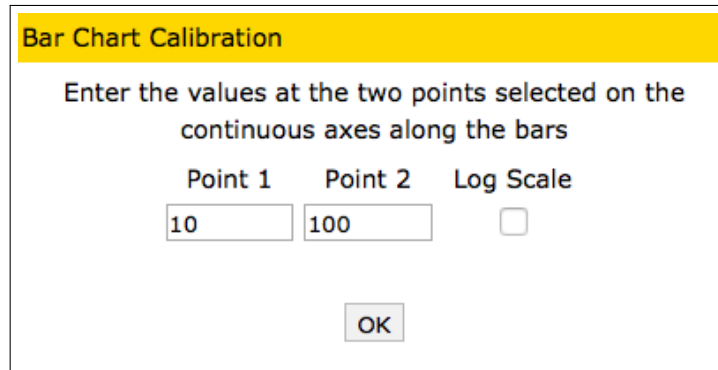 Bar Chart Calibration
Enter the values at the two points selected on the
continuous axes along the bars
Point 1 Point 2 Log Scale
10 100
OK